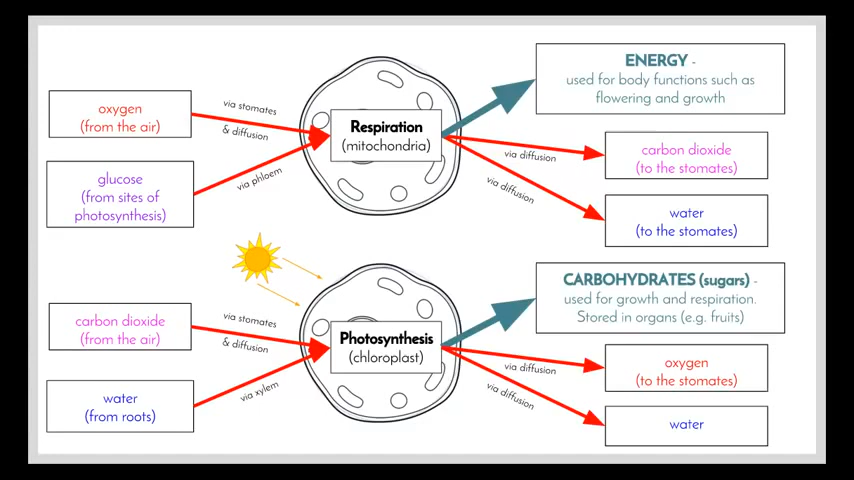 ENERGY -
used for body functions such as
flowering and growth
oxygen
(from the air)
via stomates
& diffusion
Respiration
(mitochondria)
via diffusion
carbon dioxide
(to the stomates)
glucose
(from sites of
photosynthesis)
via phloem
via diffusion
water
(to the stomates)
CARBOHYDRATES (sugars) -
used for growth and respiration.
Stored in organs (e.g. fruits)
carbon dioxide
(from the air)
via stomates
& diffusion
Photosynthesis
(chloroplast)
via diffusion
oxygen
(to the stomates)
water
(from roots)
via xylem
via diffusion
water